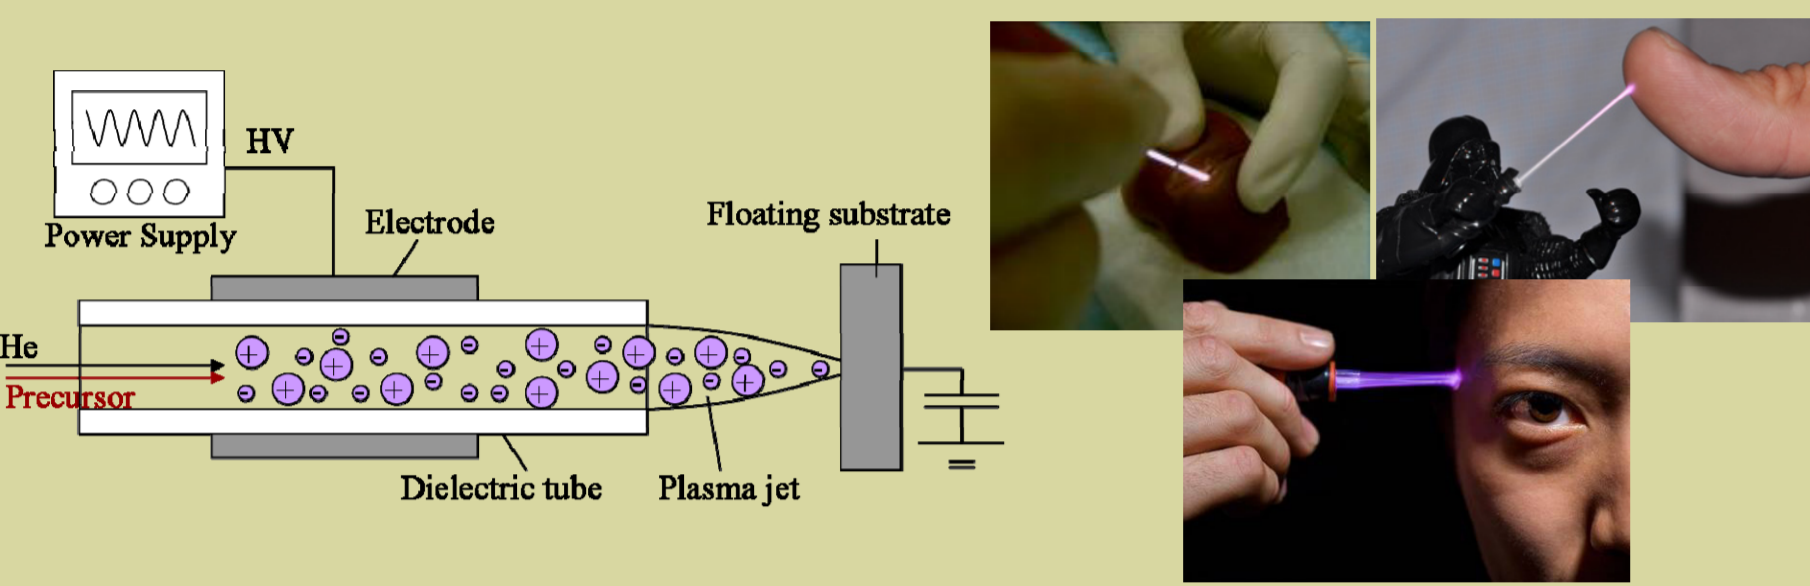 HV
Power Supply
Electrode
Floating substrate
He
Precursor
Dielectric tube
Plasma jet